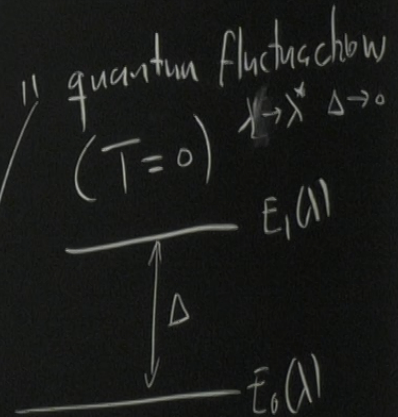 " quantum fluctuachow
λ→λ* Δ→0
(T=0)
E₁(λ)
Δ
E₀(λ)